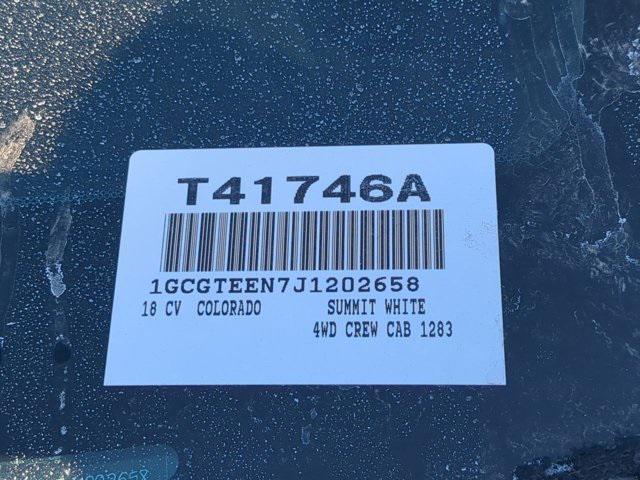 T41746A
1GCGTEEN7J1202658
18 CV COLORADO SUMMIT WHITE
4WD CREW CAB 1283